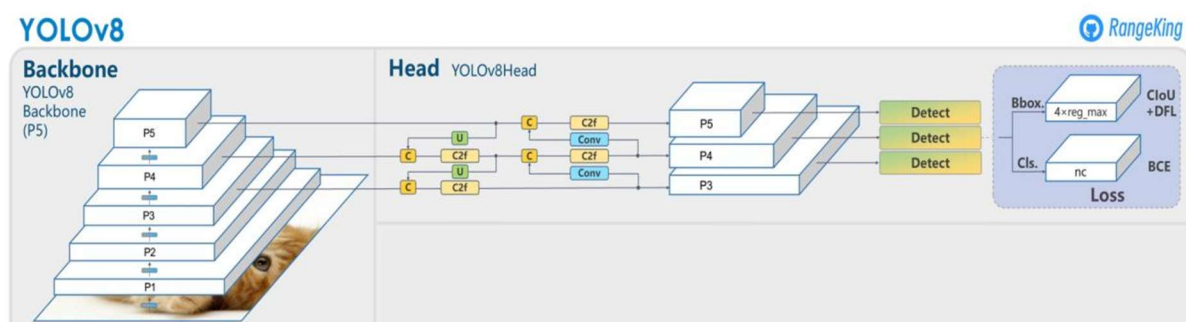 YOLOv8
RangeKing
Backbone
YOLOv8
Backbone
(P5)
P5
P4
P3
P2
P1
Head YOLOv8Head
C
C2f
U
Conv
C
C2f
C
C2f
U
Conv
C
C2f
P5
P4
P3
Detect
Detect
Detect
Bbox.
4×reg_max
CIoU
+DFL
Cls.
nc
BCE
Loss